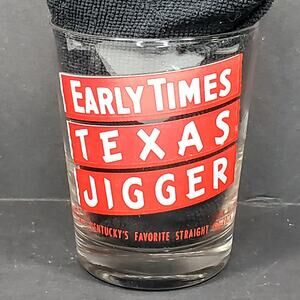 EARLY TIMES
TEXAS
JIGGER
KENTUCKY'S FAVORITE STRAIGHT